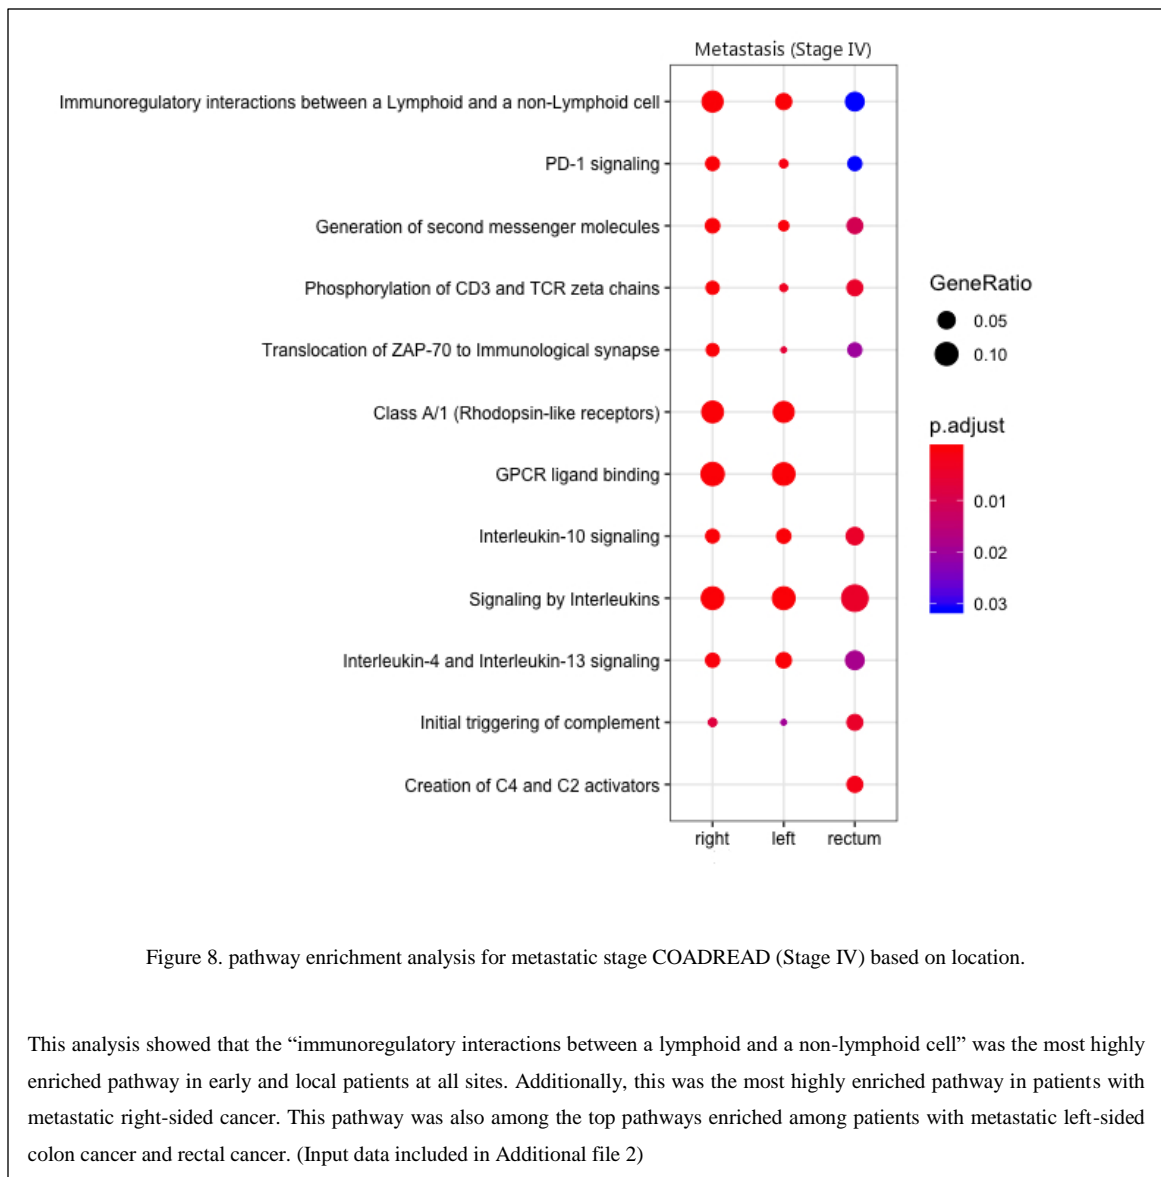 Metastasis (Stage IV)
Immunoregulatory interactions between a Lymphoid and a non-Lymphoid cell
PD-1 signaling
Generation of second messenger molecules
Phosphorylation of CD3 and TCR zeta chains
Translocation of ZAP-70 to Immunological synapse
Class A/1 (Rhodopsin-like receptors)
GPCR ligand binding
Interleukin-10 signaling
Signaling by Interleukins
Interleukin-4 and Interleukin-13 signaling
Initial triggering of complement
Creation of C4 and C2 activators
right left rectum
GeneRatio
0.05
0.10
p.adjust
0.01
0.02
0.03
Figure 8. pathway enrichment analysis for metastatic stage COADREAD (Stage IV) based on location.
This analysis showed that the “immunoregulatory interactions between a lymphoid and a non-lymphoid cell” was the most highly
enriched pathway in early and local patients at all sites. Additionally, this was the most highly enriched pathway in patients with
metastatic right-sided cancer. This pathway was also among the top pathways enriched among patients with metastatic left-sided
colon cancer and rectal cancer. (Input data included in Additional file 2)